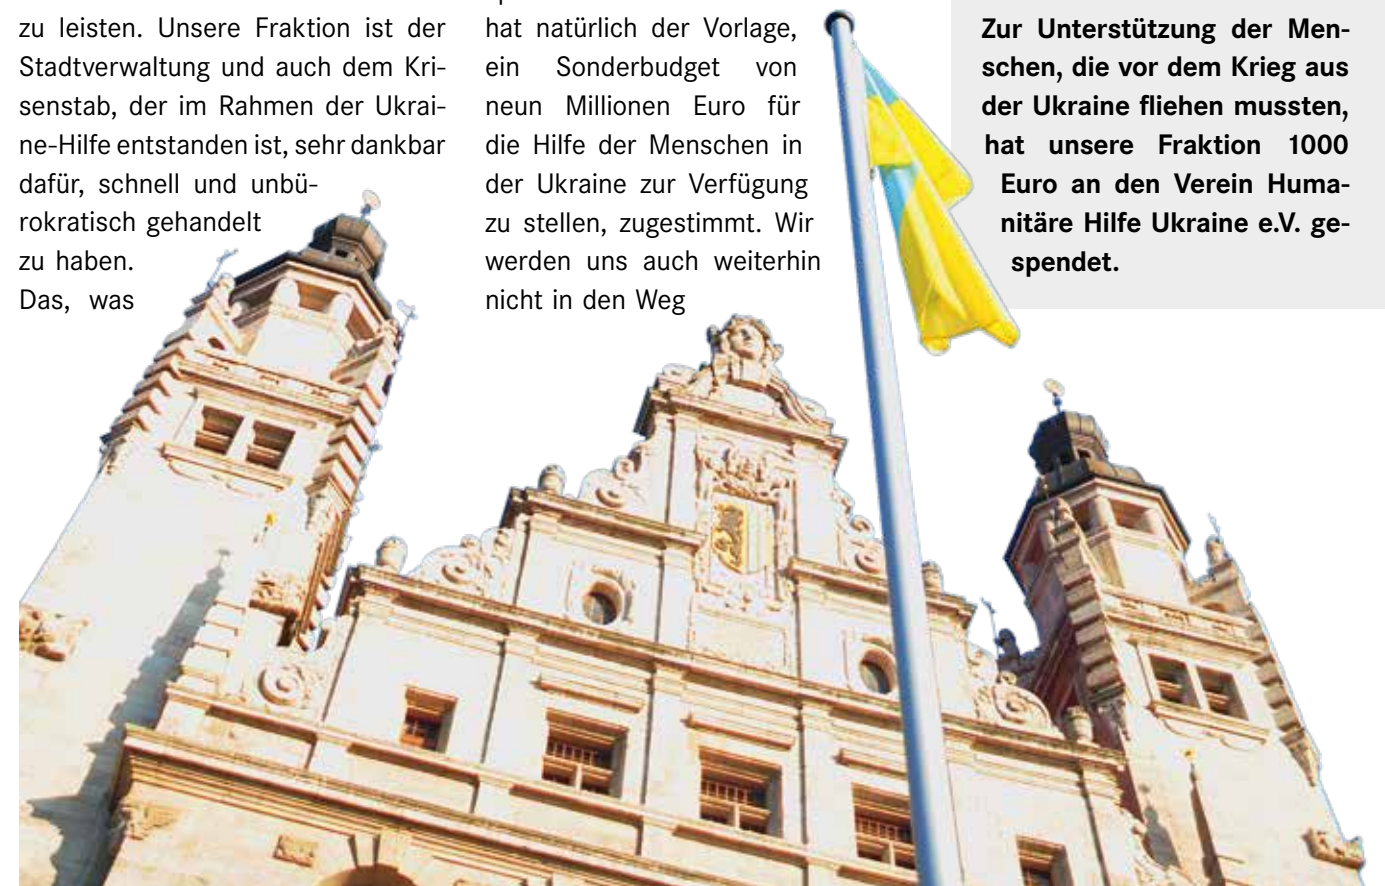 zu leisten. Unsere Fraktion ist der
Stadtverwaltung und auch dem Kri-
senstab, der im Rahmen der Ukrai-
ne-Hilfe entstanden ist, sehr dankbar
dafür, schnell und unbü-
rokratisch gehandelt
zu haben.
Das, was
hat natürlich der Vorlage,
ein Sonderbudget von
neun Millionen Euro für
die Hilfe der Menschen in
der Ukraine zur Verfügung
zu stellen, zugestimmt. Wir
werden uns auch weiterhin
nicht in den Weg
Zur Unterstützung der Men-
schen, die vor dem Krieg aus
der Ukraine fliehen mussten,
hat unsere Fraktion 1000
Euro an den Verein Huma-
nitäre Hilfe Ukraine e.V. ge-
spendet.